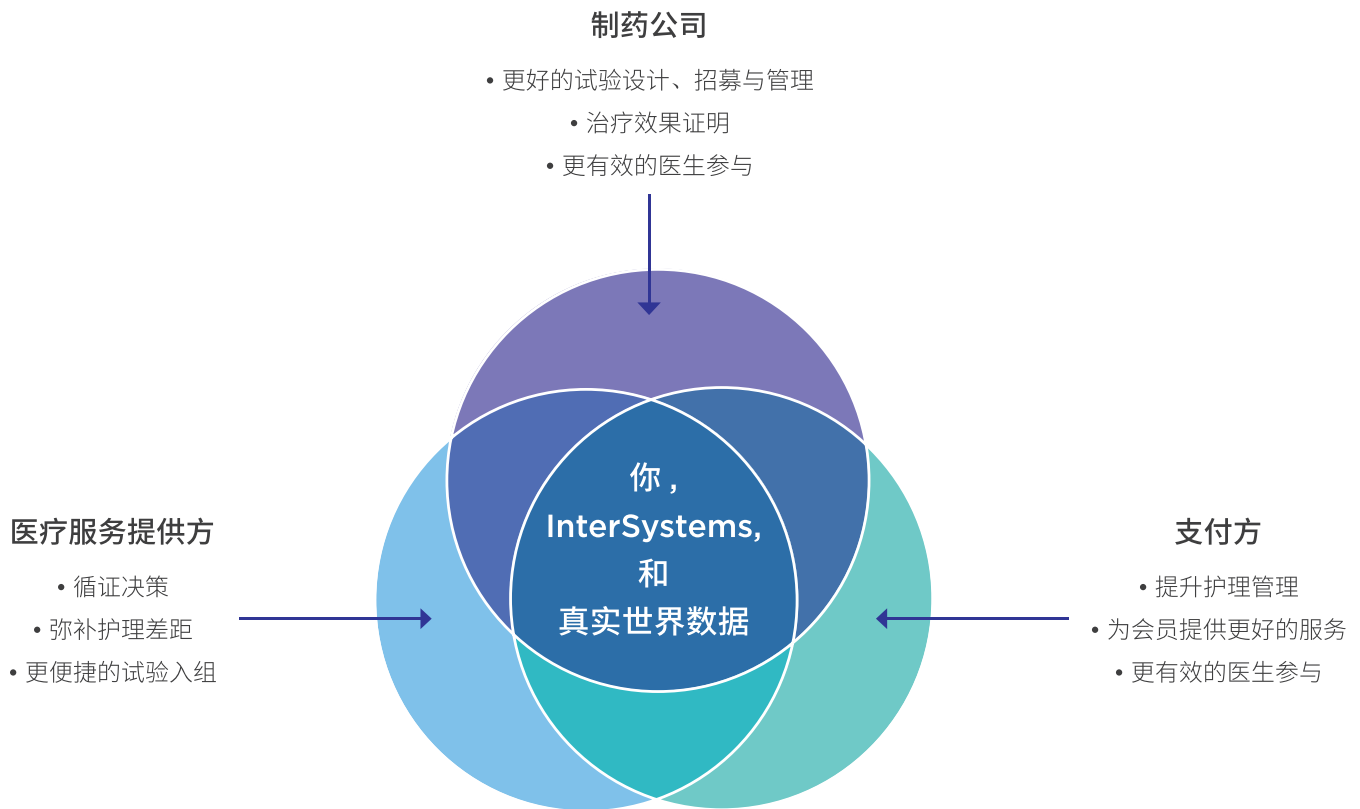 制药公司
• 更好的试验设计、招募与管理
• 治疗效果证明
• 更有效的医生参与
你，
InterSystems,
和
真实世界数据
医疗服务提供方
• 循证决策
• 弥补护理差距
• 更便捷的试验入组
支付方
• 提升护理管理
• 为会员提供更好的服务
• 更有效的医生参与